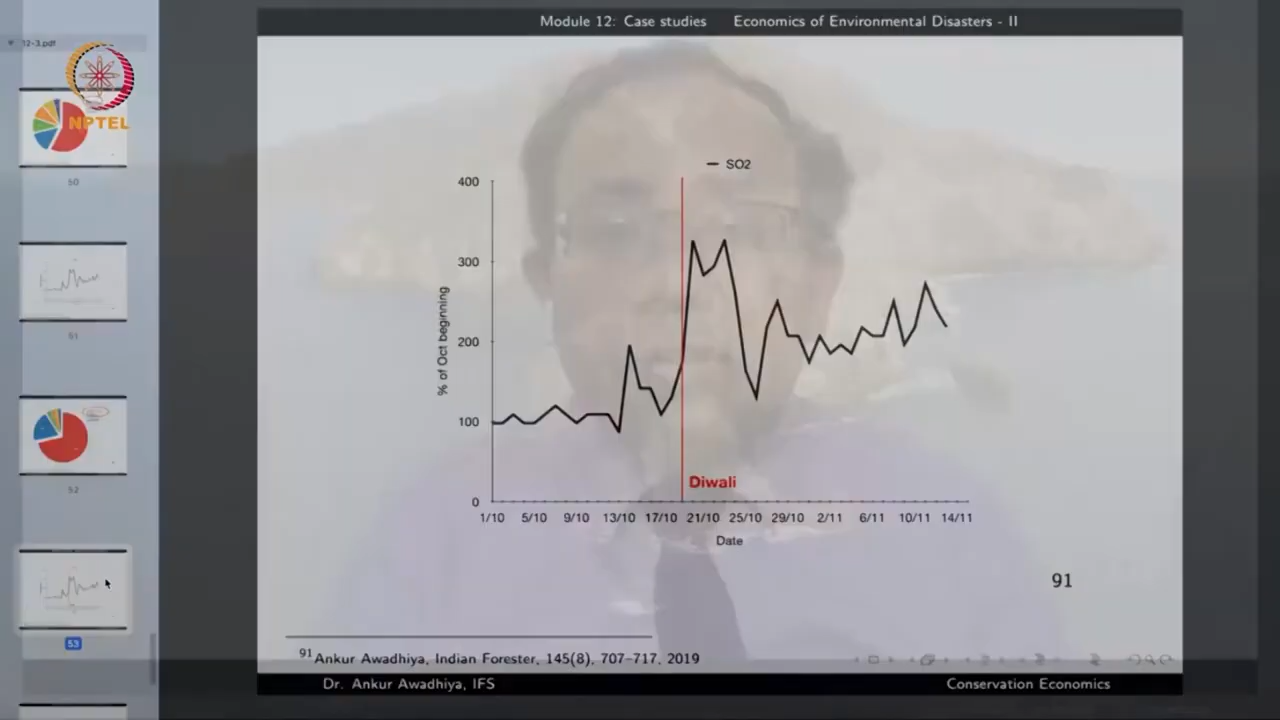 Module 12: Case studies Economics of Environmental Disasters - II
12-3.pdf
NPTEL
50
51
52
53
SO2
400
300
200
100
0
% of Oct beginning
Diwali
1/10 5/10 9/10 13/10 17/10 21/10 25/10 29/10 2/11 6/11 10/11 14/11
Date
91
91 Ankur Awadhiya, Indian Forester, 145(8), 707–717, 2019
Dr. Ankur Awadhiya, IFS Conservation Economics